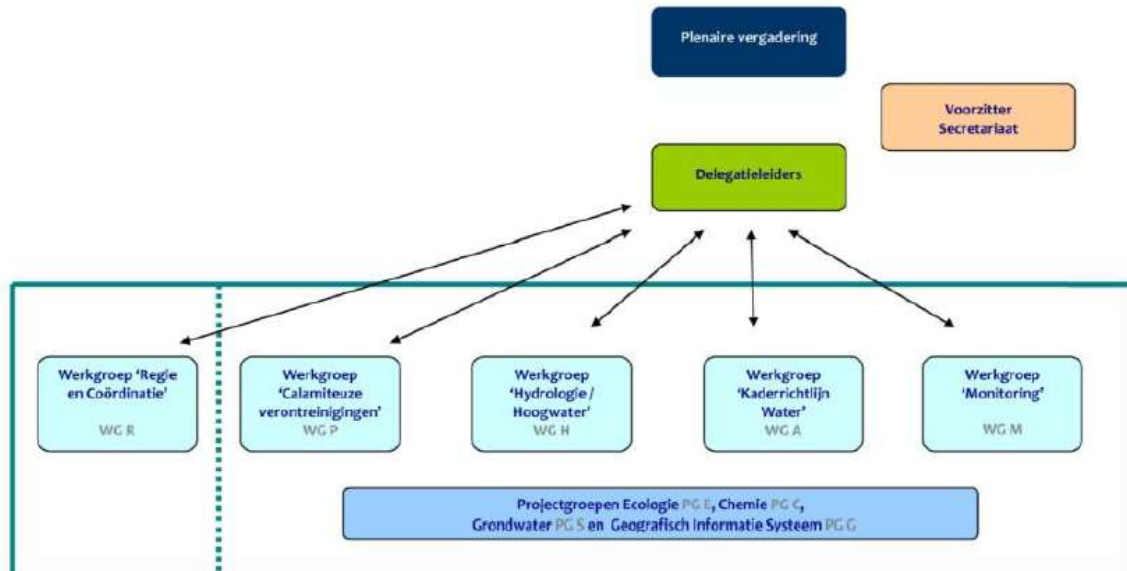 Plenaire vergadering
Voorzitter
Secretariaat
Delegatieleiders
Werkgroep ‘Regie
en Coördinatie’
WG R
Werkgroep
‘Calamiteuze
verontreinigingen’
WG P
Werkgroep
‘Hydrologie /
Hoogwater’
WG H
Werkgroep
‘Kaderrichtlijn
Water’
WG A
Werkgroep
‘Monitoring’
WG M
Projectgroepen Ecologie PG E, Chemie PG C,
Grondwater PG S en Geografisch Informatie Systeem PG G